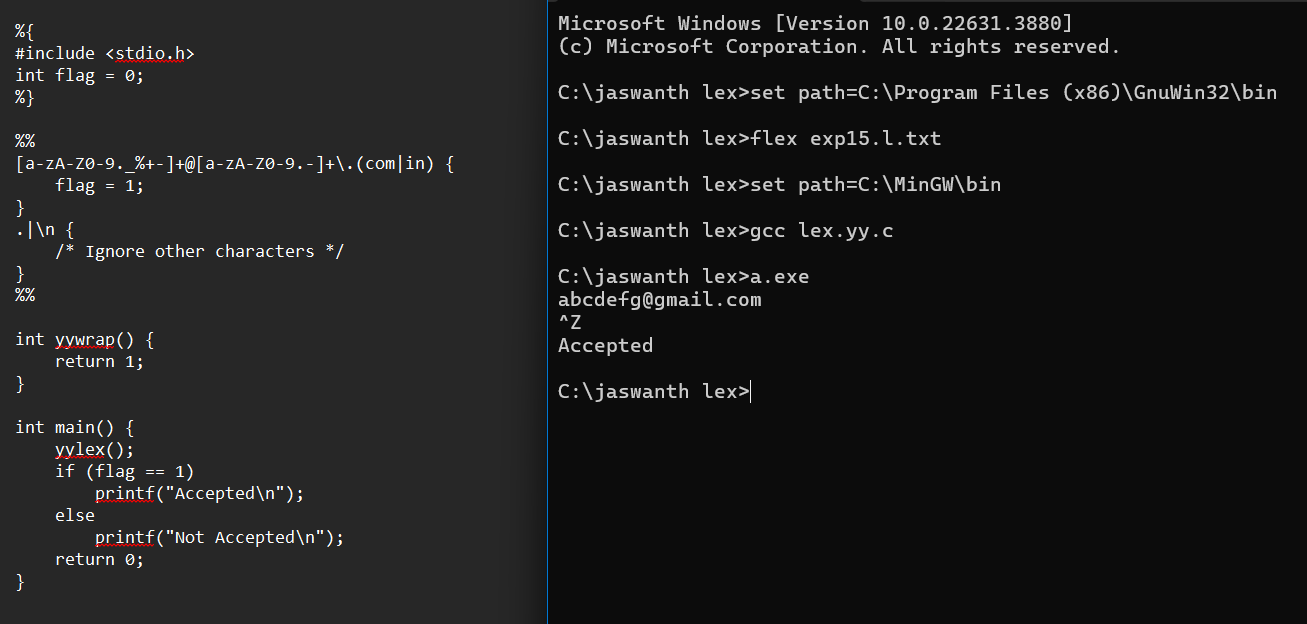 %{
#include <stdio.h>
int flag = 0;
%}
%%
[a-zA-Z0-9._%+-]+@[a-zA-Z0-9.-]+\.(com|in) {
    flag = 1;
}
.|\n {
    /* Ignore other characters */
}
%%
int yywrap() {
    return 1;
}
int main() {
    yylex();
    if (flag == 1)
        printf("Accepted\n");
    else
        printf("Not Accepted\n");
    return 0;
}
Microsoft Windows [Version 10.0.22631.3880]
(c) Microsoft Corporation. All rights reserved.
C:\jaswanth lex>set path=C:\Program Files (x86)\GnuWin32\bin
C:\jaswanth lex>flex exp15.l.txt
C:\jaswanth lex>set path=C:\MinGW\bin
C:\jaswanth lex>gcc lex.yy.c
C:\jaswanth lex>a.exe
abcdefg@gmail.com
^Z
Accepted
C:\jaswanth lex>